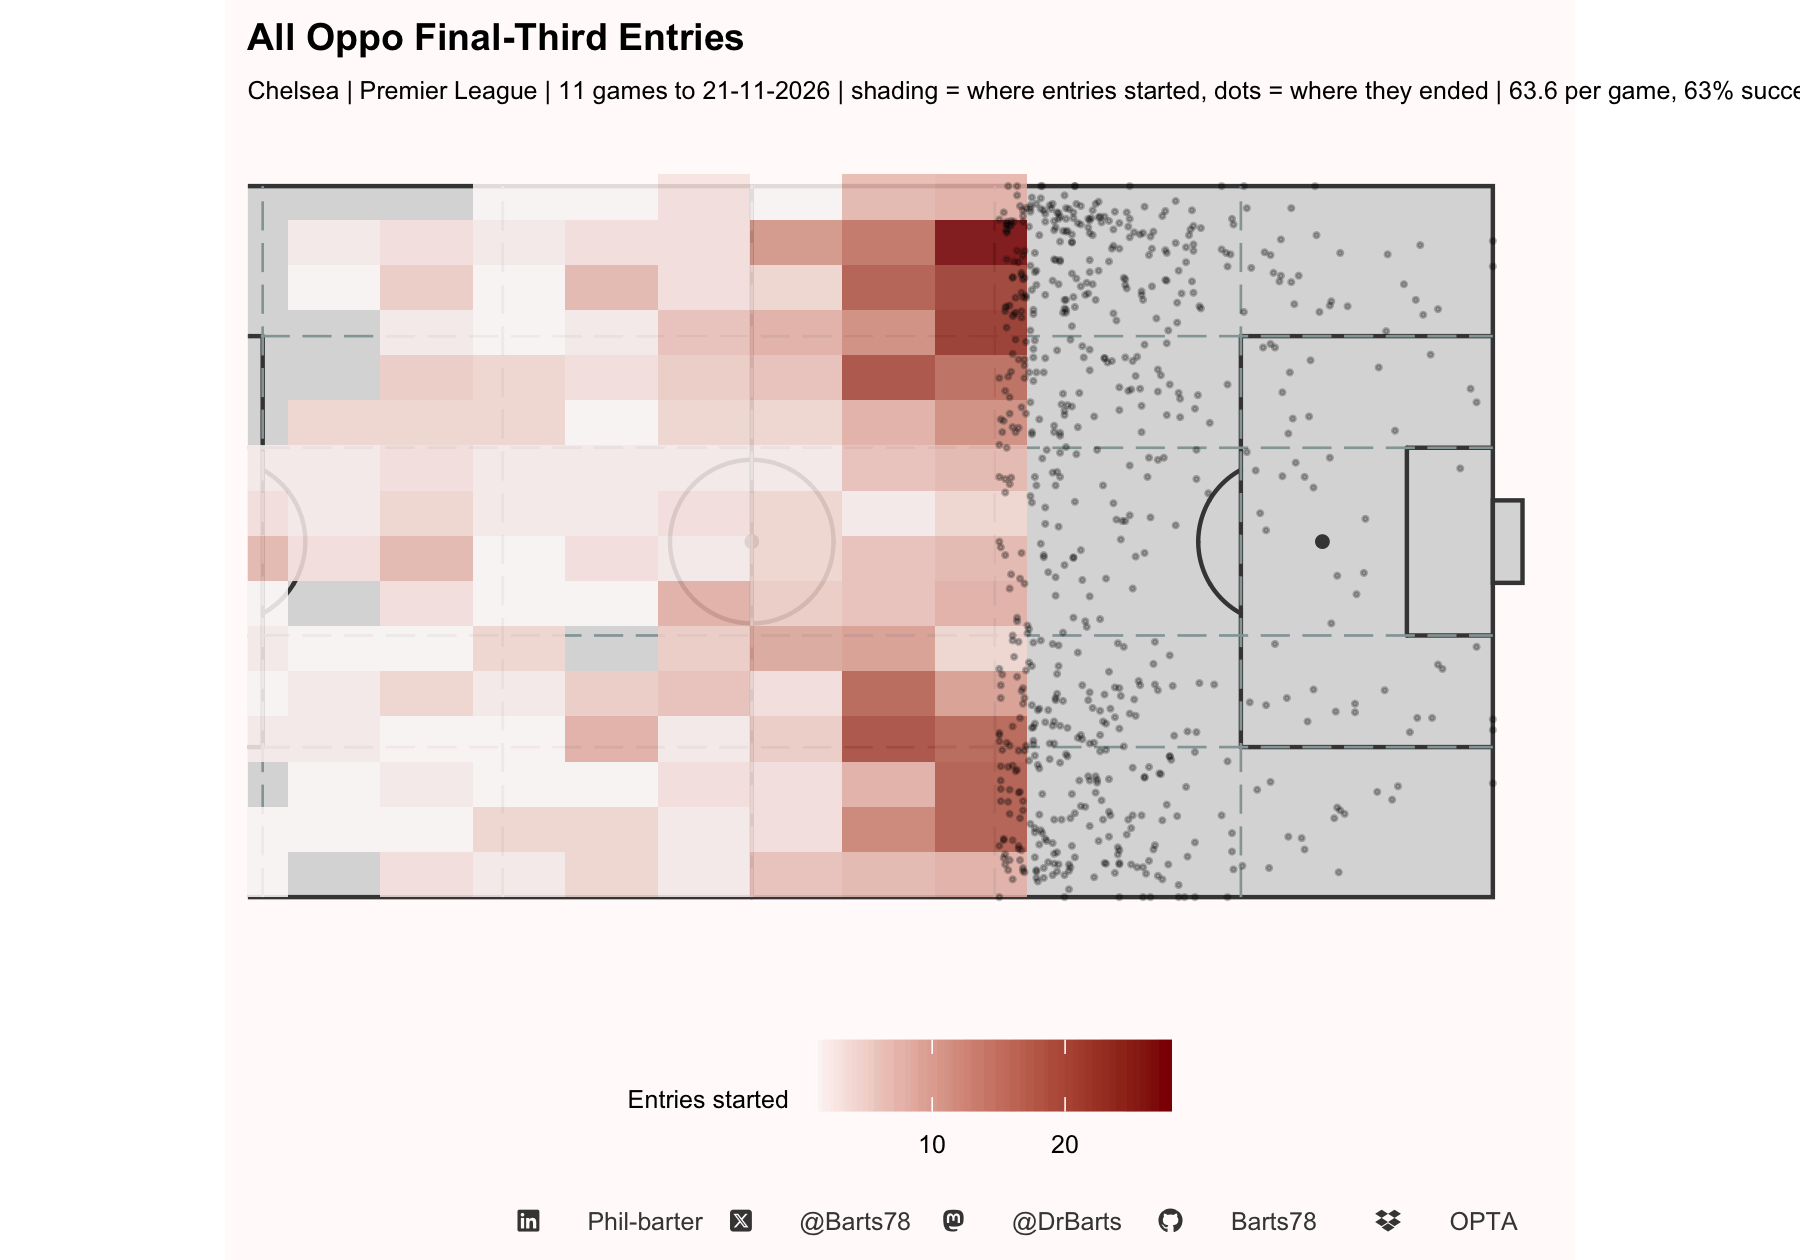 All Oppo Final-Third Entries
Chelsea | Premier League | 11 games to 21-11-2026 | shading = where entries started, dots = where they ended | 63.6 per game, 63% succe
Entries started
10 20
Phil-barter @Barts78 @DrBarts Barts78 OPTA